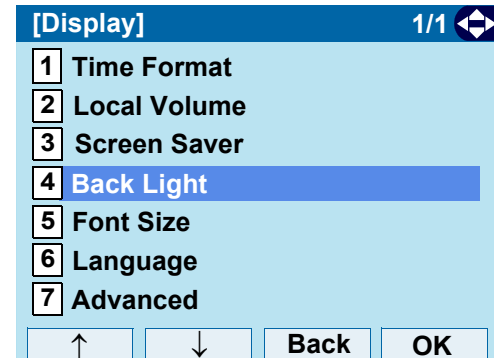 [Display] 1/1
1 Time Format
2 Local Volume
3 Screen Saver
4 Back Light
5 Font Size
6 Language
7 Advanced
↑ ↓ Back OK